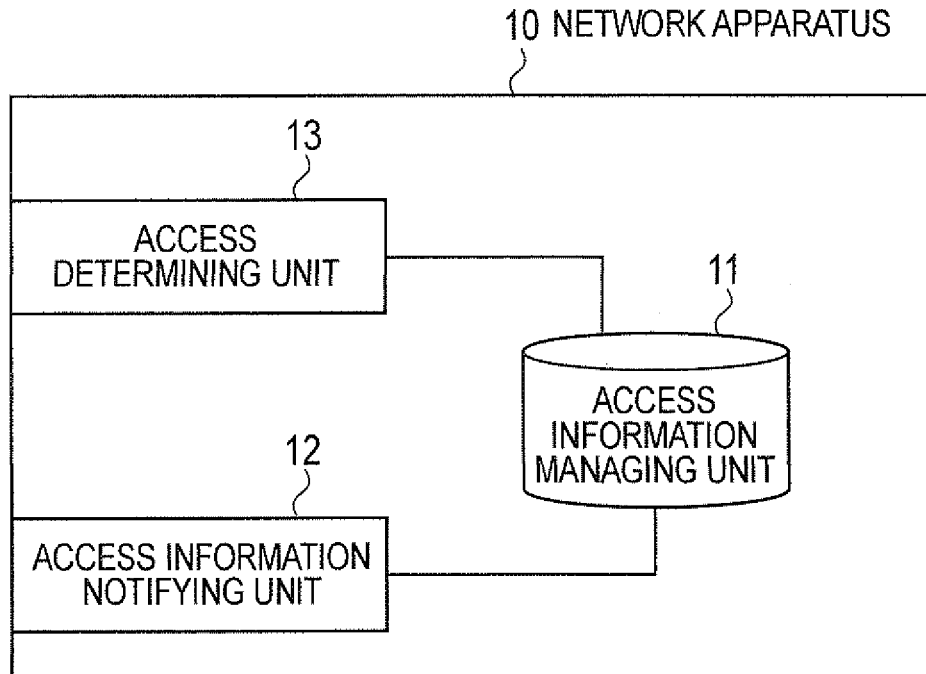 10 NETWORK APPARATUS
13
ACCESS
DETERMINING UNIT
11
ACCESS
INFORMATION
MANAGING UNIT
12
ACCESS INFORMATION
NOTIFYING UNIT